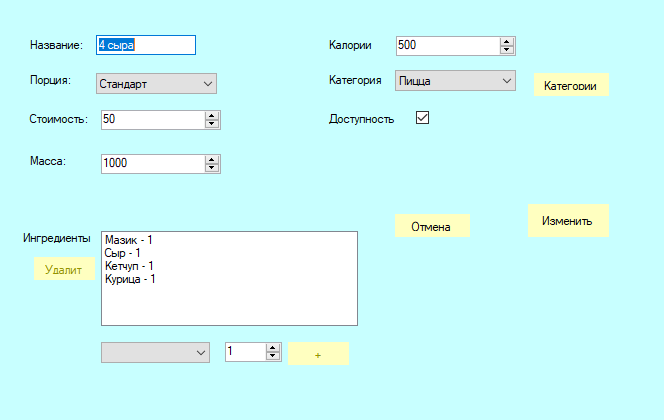 Название: 4 сыра
Калории 500
Порция: Стандарт
Категория Пицца
Категории
Стоимость: 50
Доступность
Масса: 1000
Отмена
Изменить
Ингредиенты
Мазик - 1
Сыр - 1
Кетчуп - 1
Курица - 1
Удалит
1
+